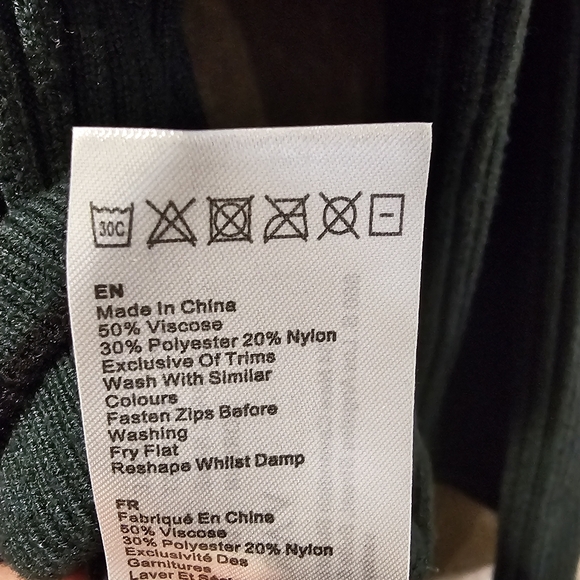 30C
EN
Made In China
50% Viscose
30% Polyester 20% Nylon
Exclusive Of Trims
Wash With Similar
Colours
Fasten Zips Before
Washing
Fry Flat
Reshape Whilst Damp
FR
Fabriqué En Chine
50% Viscose
30% Polyester 20% Nylon
Exclusivité Des
Garnitures
Laver Et